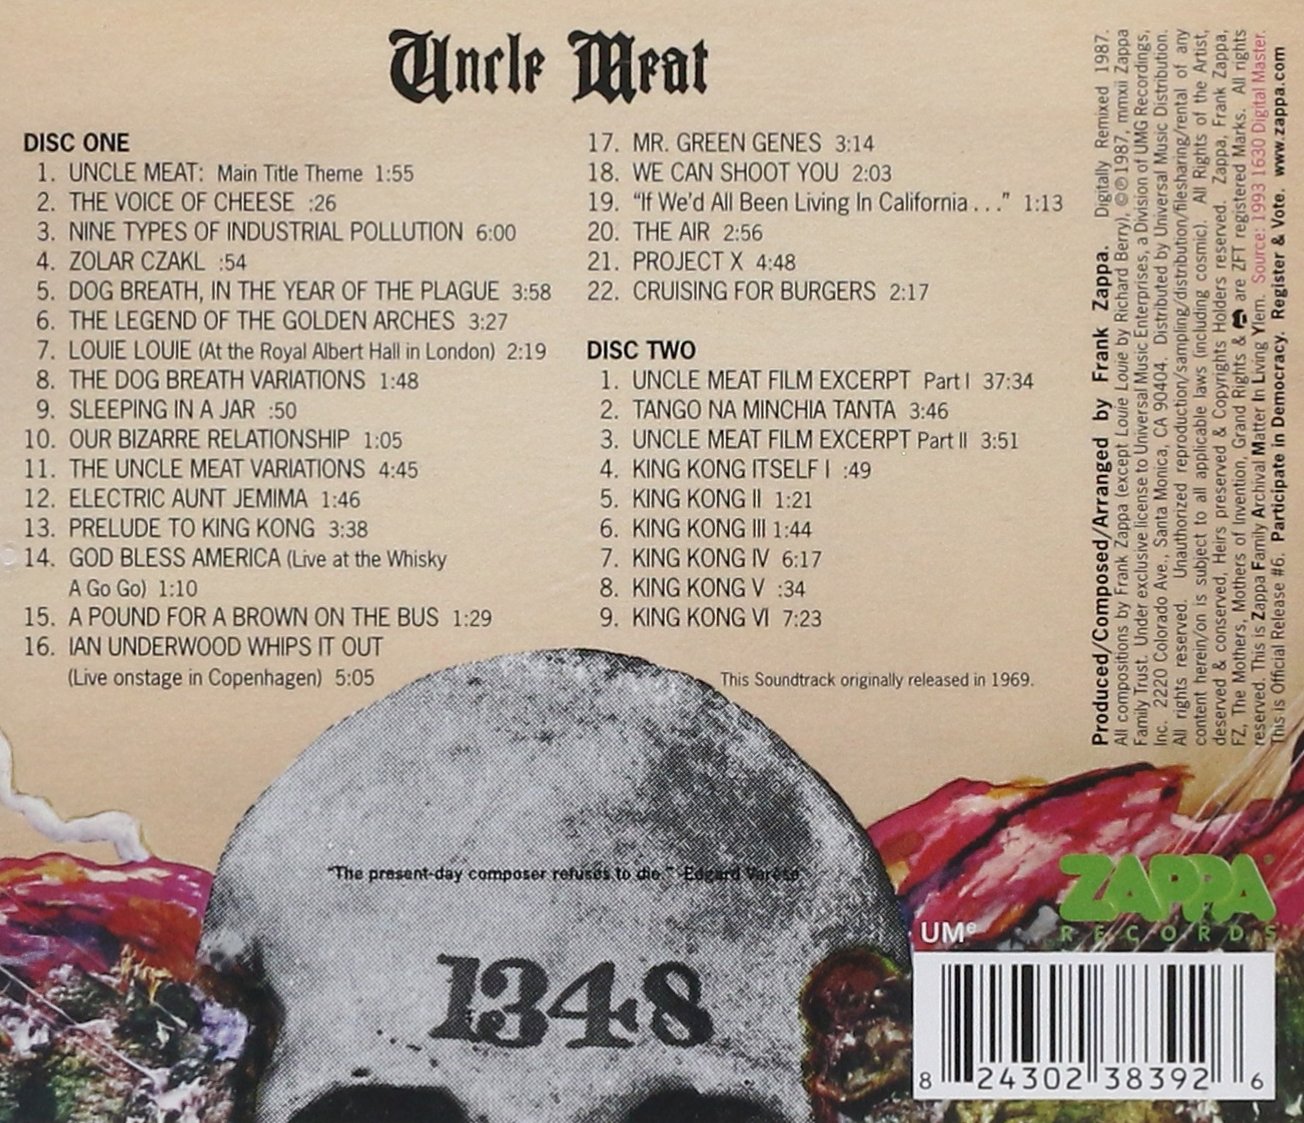 Uncle Meat
DISC ONE
1. UNCLE MEAT: Main Title Theme 1:55
2. THE VOICE OF CHEESE :26
3. NINE TYPES OF INDUSTRIAL POLLUTION 6:00
4. ZOLAR CZAKL :54
5. DOG BREATH, IN THE YEAR OF THE PLAGUE 3:58
6. THE LEGEND OF THE GOLDEN ARCHES 3:27
7. LOUIE LOUIE (At the Royal Albert Hall in London) 2:19
8. THE DOG BREATH VARIATIONS 1:48
9. SLEEPING IN A JAR :50
10. OUR BIZARRE RELATIONSHIP 1:05
11. THE UNCLE MEAT VARIATIONS 4:45
12. ELECTRIC AUNT JEMIMA 1:46
13. PRELUDE TO KING KONG 3:38
14. GOD BLESS AMERICA (Live at the Whisky
A Go Go) 1:10
15. A POUND FOR A BROWN ON THE BUS 1:29
16. IAN UNDERWOOD WHIPS IT OUT
(Live onstage in Copenhagen) 5:05
17. MR. GREEN GENES 3:14
18. WE CAN SHOOT YOU 2:03
19. “If We’d All Been Living In California . . .” 1:13
20. THE AIR 2:56
21. PROJECT X 4:48
22. CRUISING FOR BURGERS 2:17
DISC TWO
1. UNCLE MEAT FILM EXCERPT Part I 37:34
2. TANGO NA MINCHIA TANTA 3:46
3. UNCLE MEAT FILM EXCERPT Part II 3:51
4. KING KONG ITSELF I :49
5. KING KONG II 1:21
6. KING KONG III 1:44
7. KING KONG IV 6:17
8. KING KONG V :34
9. KING KONG VI 7:23
This Soundtrack originally released in 1969.
Produced/Composed/Arranged by Frank Zappa. Digitally Remixed 1987.
All compositions by Frank Zappa (except Louie Louie by Richard Berry), ©℗1987, mmxii Zappa
Family Trust. Under exclusive license to Universal Music Enterprises, a Division of UMG Recordings,
Inc. 2220 Colorado Ave., Santa Monica, CA 90404. Distributed by Universal Music Distribution.
All rights reserved. Unauthorized reproduction/sampling/distribution/filesharing/rental of any
content herein/on is subject to all applicable laws (including cosmic). All Rights of the Artist,
deserved & conserved, Heirs preserved & Copyrights Holders reserved. Zappa, Frank Zappa,
FZ, The Mothers, Mothers of Invention, Grand Rights & are ZFT registered Marks. All rights
reserved. This is Zappa Family Archival Matter In Living Ylem. Source: 1993 1630 Digital Master.
This is Official Release #6. Participate in Democracy. Register & Vote. www.zappa.com
“The present-day composer refuses to die.” -Edgard Varèse
1348
ZAPPA
RECORDS
UMe
8 24302 38392 6